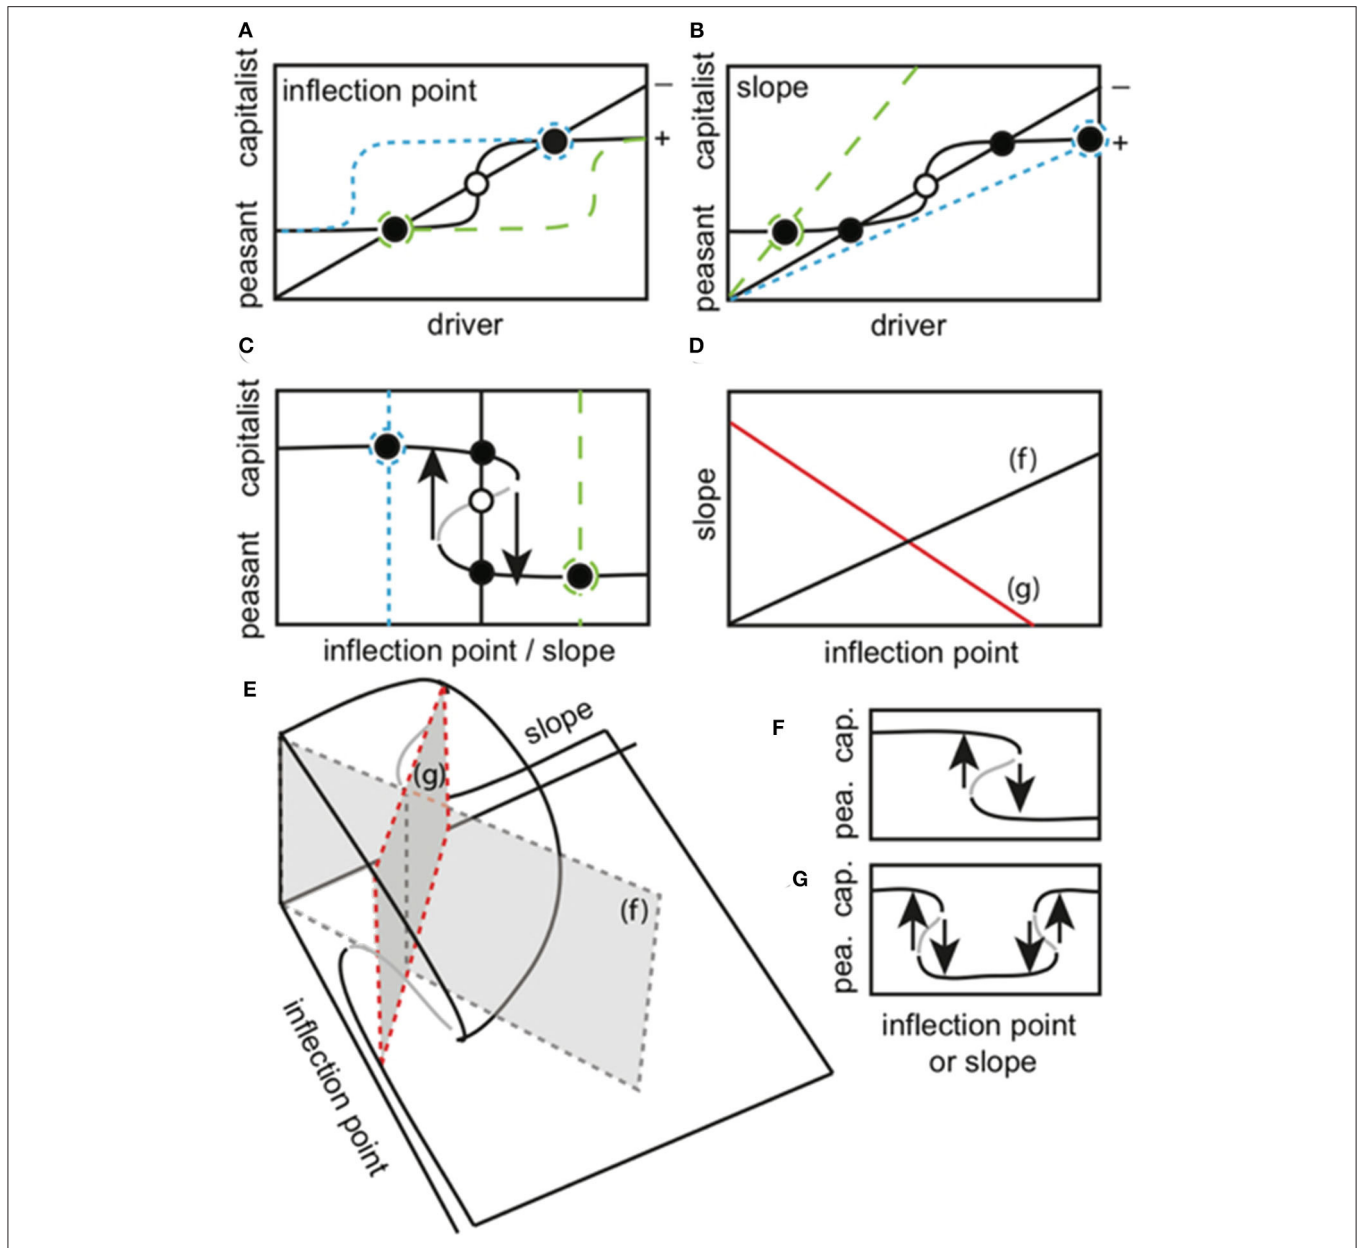 A
B
capitalist
peasant
inflection point
−
+
driver
capitalist
peasant
slope
−
+
driver
C
D
capitalist
peasant
inflection point / slope
slope
(f)
(g)
inflection point
E
slope
(g)
(f)
inflection point
F
cap.
pea.
G
cap.
pea.
inflection point
or slope